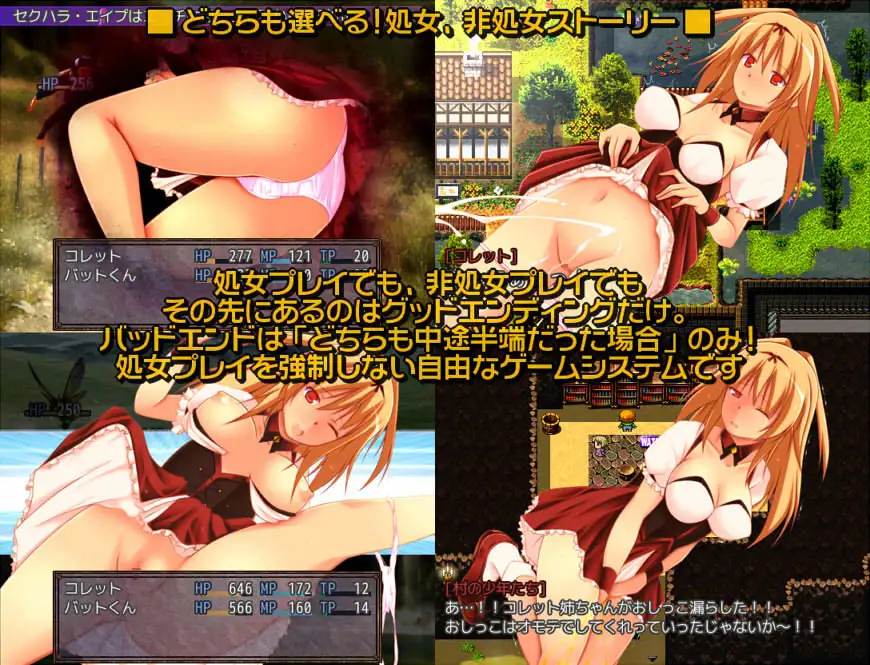 セクハラ・エイプは
■ どちらも選べる！処女，非処女ストーリー ■
HP 256
コレット HP 277 MP 121 TP 20
バットくん
[コレット]
処女プレイでも，非処女プレイでも
その先にあるのはグッドエンディングだけ。
バッドエンドは「どちらも中途半端だった場合」のみ！
処女プレイを強制しない自由なゲームシステムです
HP 250
コレット HP 646 MP 172 TP 12
バットくん HP 566 MP 160 TP 14
[村の少年たち]
あ…！！コレット姉ちゃんがおしっこ漏らした！！
おしっこはオモテでしてくれっていったじゃないか～！！